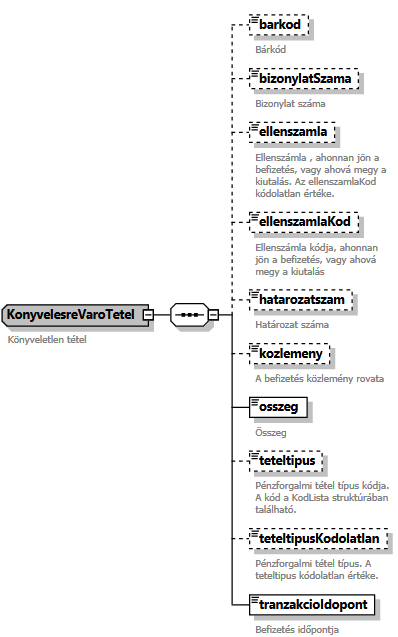 barkod
Bárkód
bizonylatSzama
Bizonylat száma
ellenszamla
Ellenszámla , ahonnan jön a
befizetés, vagy ahová megy a
kiutalás. Az ellenszamlaKod
kódolatlan értéke.
ellenszamlaKod
Ellenszámla kódja, ahonnan
jön a befizetés, vagy ahová
megy a kiutalás
KonyvelesreVaroTetel
Könyveletlen tétel
hatarozatszam
Határozat száma
kozlemeny
A befizetés közlemény rovata
osszeg
Összeg
teteltipus
Pénzforgalmi tétel típus kódja.
A kód a KodLista struktúrában
található.
teteltipusKodolatlan
Pénzforgalmi tétel típus. A
teteltipus kódolatlan értéke.
tranzakcioIdopont
Befizetés időpontja